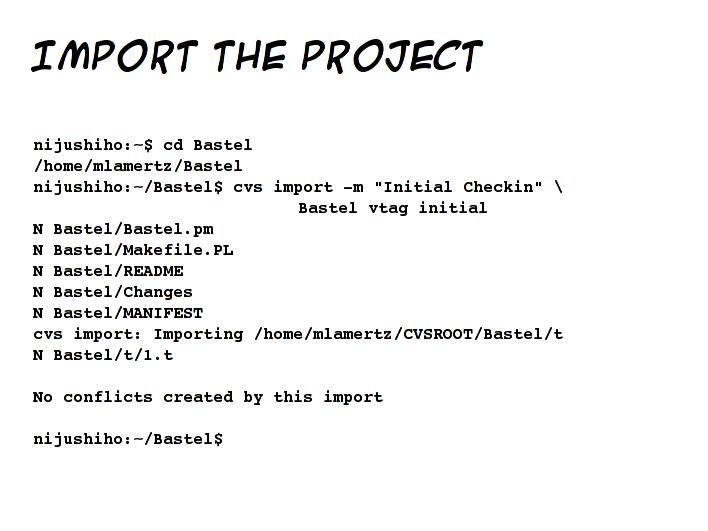 IMPORT THE PROJECT
nijushiho:~$ cd Bastel
/home/mlamertz/Bastel
nijushiho:~/Bastel$ cvs import -m "Initial Checkin" \
Bastel vtag initial
N Bastel/Bastel.pm
N Bastel/Makefile.PL
N Bastel/README
N Bastel/Changes
N Bastel/MANIFEST
cvs import: Importing /home/mlamertz/CVSROOT/Bastel/t
N Bastel/t/1.t
No conflicts created by this import
nijushiho:~/Bastel$